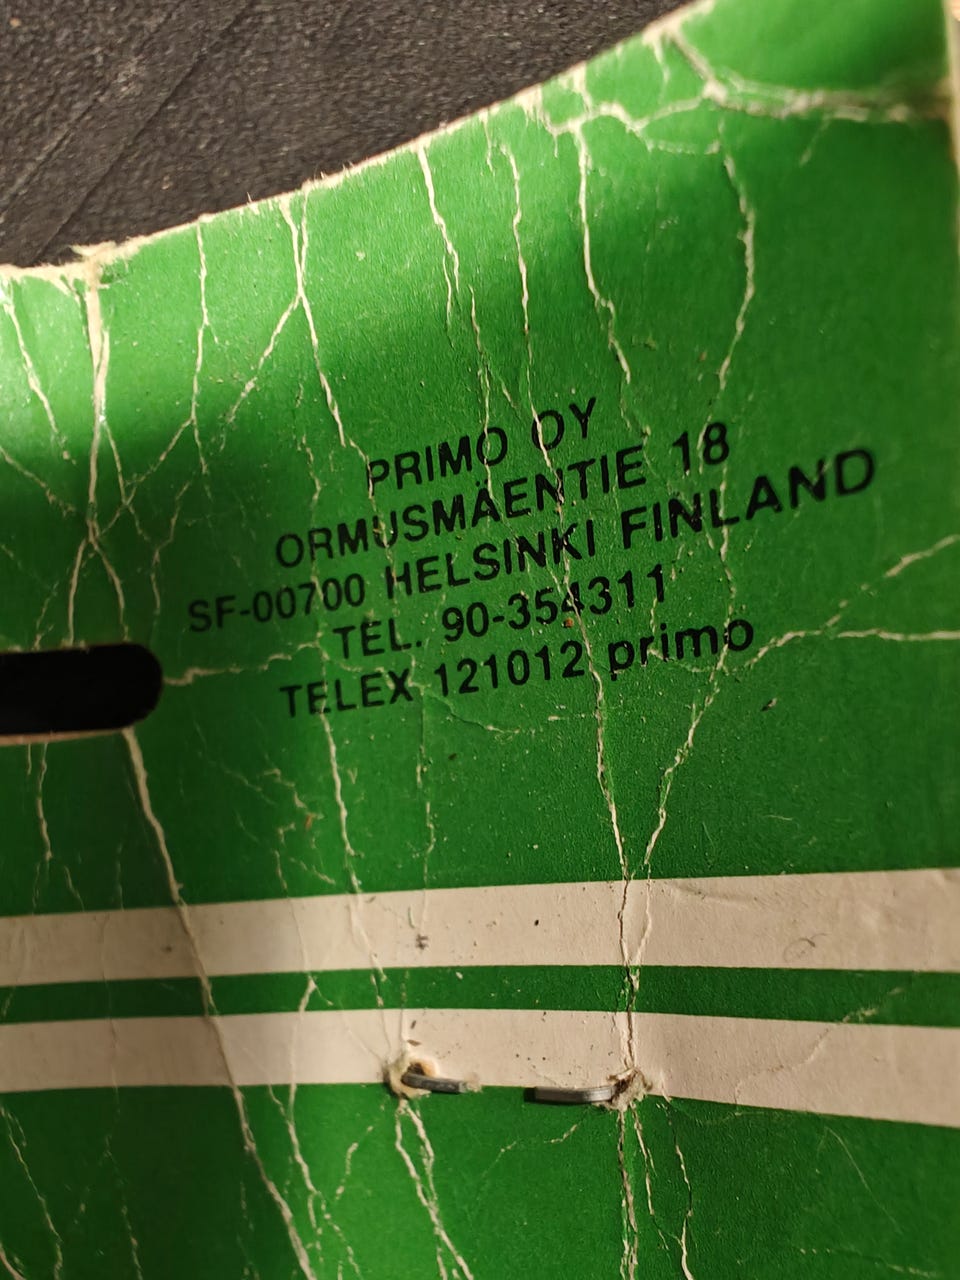 PRIMO OY
ORMUSMÄENTIE 18
SF-00700 HELSINKI FINLAND
TEL. 90-354311
TELEX 121012 primo